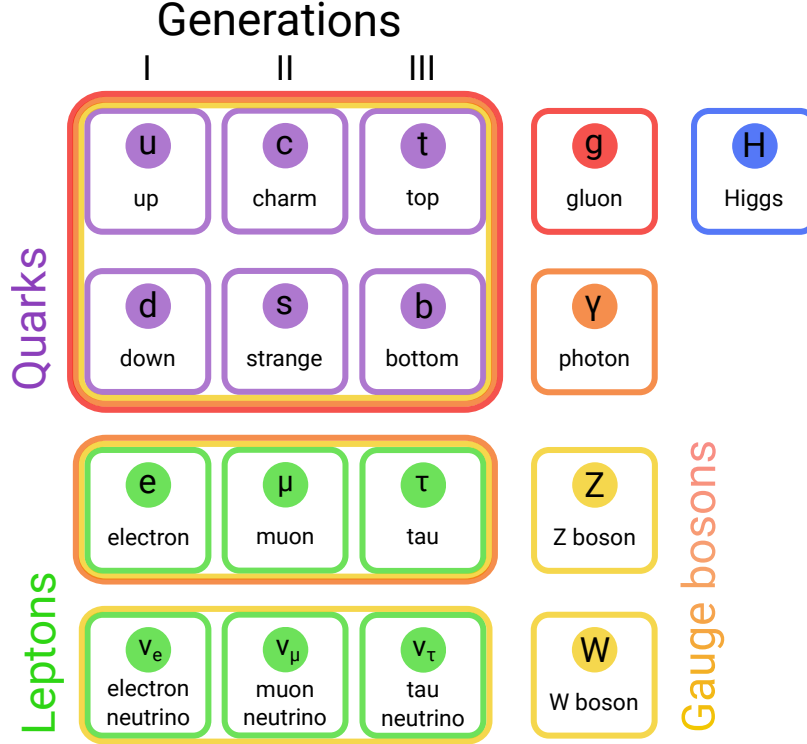 Generations
I II III
u c t g H
up charm top gluon Higgs
d s b γ
down strange bottom photon
Quarks
e μ τ Z
electron muon tau Z boson
νe νμ ντ W
electron muon tau W boson
neutrino neutrino neutrino
Leptons
Gauge bosons